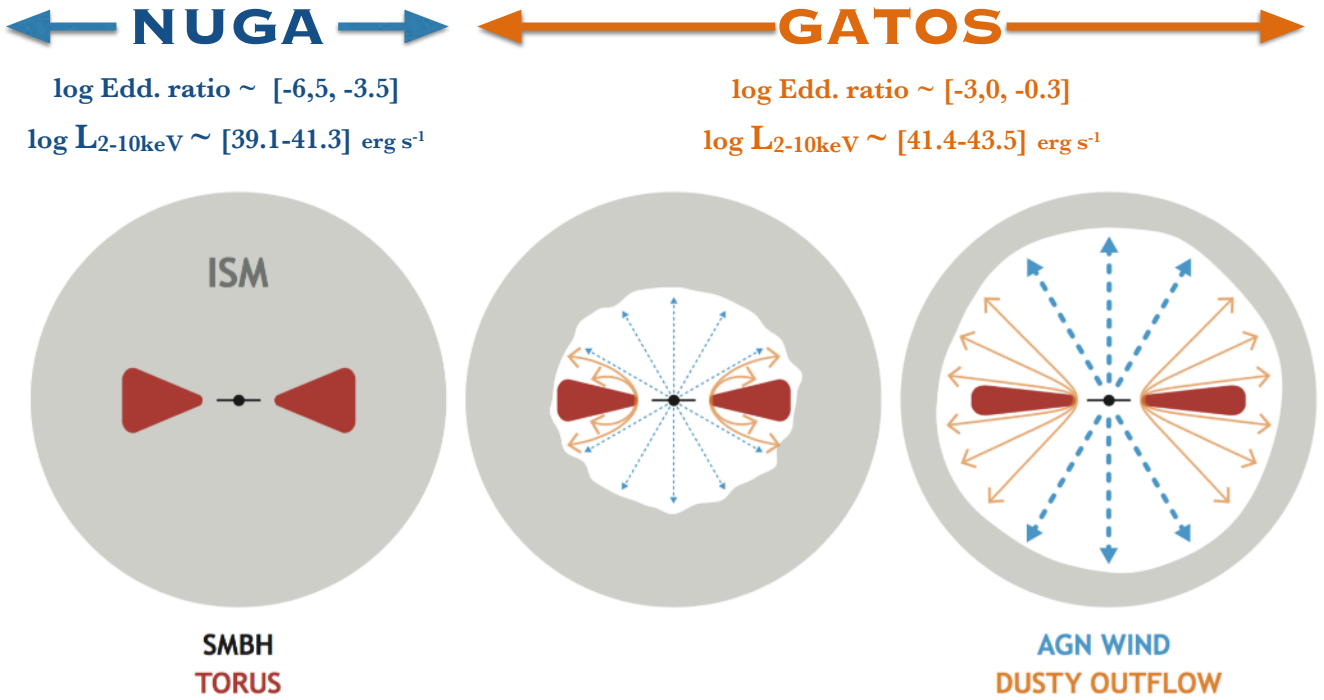 NUGA
GATOS
log Edd. ratio ~ [-6,5, -3.5]
log Edd. ratio ~ [-3,0, -0.3]
log L2-10keV ~ [39.1-41.3] erg s-1
log L2-10keV ~ [41.4-43.5] erg s-1
ISM
SMBH
TORUS
AGN WIND
DUSTY OUTFLOW